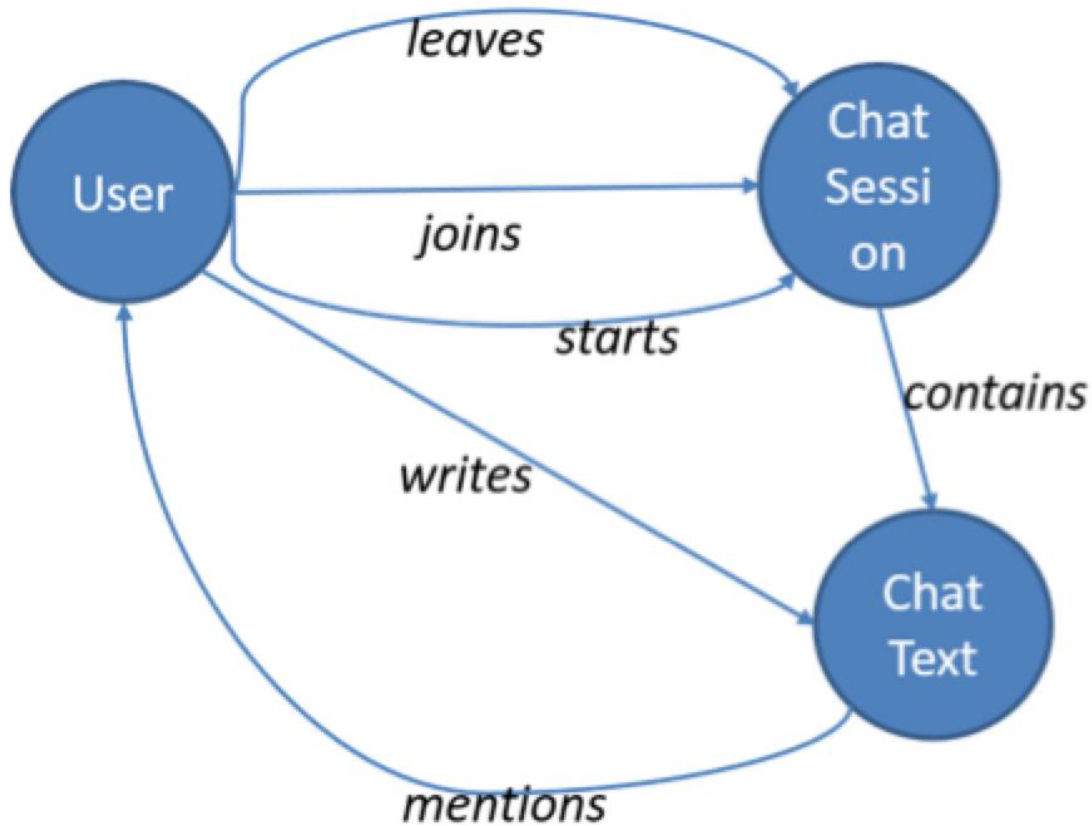 leaves
User
Chat
Sessi
on
joins
starts
contains
writes
Chat
Text
mentions